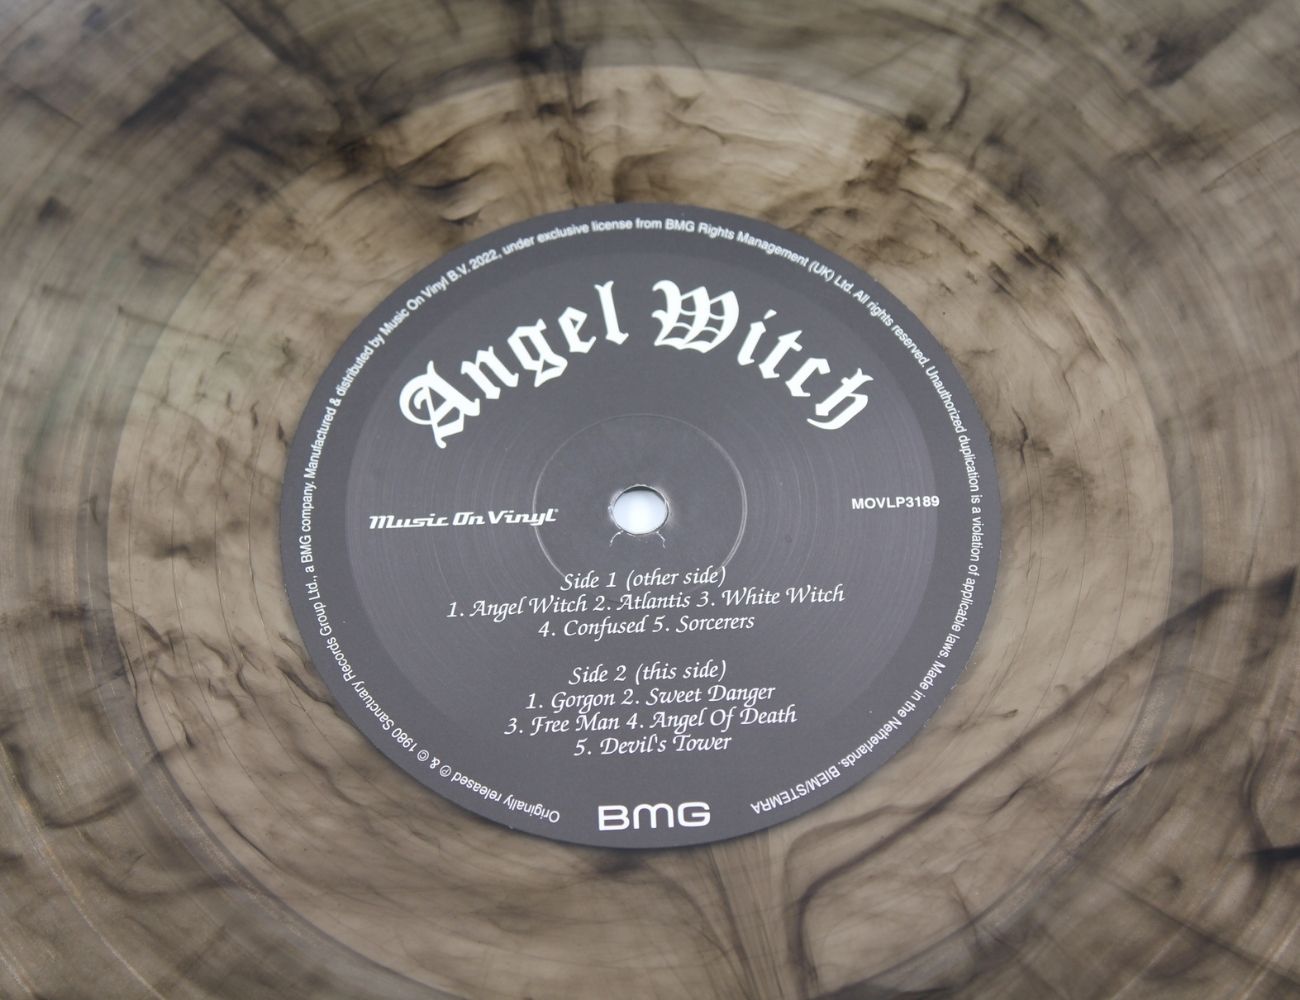 Originally released ℗ & © 1980 Sanctuary Records Group Ltd., a BMG company. Manufactured & distributed by Music On Vinyl B.V. 2022, under exclusive license from BMG Rights Management (UK) Ltd. All rights reserved. Unauthorized duplication is a violation of applicable laws. Made in the Netherlands. BIEM/STEMRA
Angel Witch
Music On Vinyl®
MOVLP3189
Side 1 (other side)
1. Angel Witch 2. Atlantis 3. White Witch
4. Confused 5. Sorcerers
Side 2 (this side)
1. Gorgon 2. Sweet Danger
3. Free Man 4. Angel Of Death
5. Devil's Tower
BMG